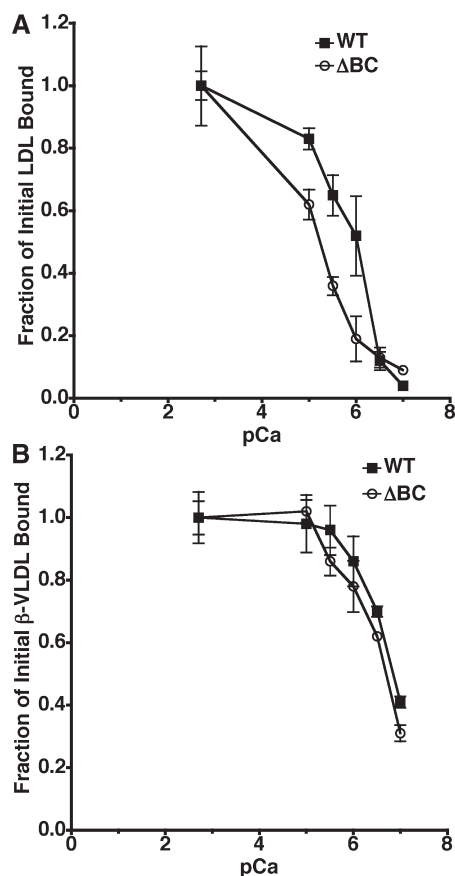 A
WT
ΔBC
Fraction of Initial LDL Bound
1.2
1.0
0.8
0.6
0.4
0.2
0.0
0 2 4 6 8
pCa
B
WT
ΔBC
Fraction of Initial β-VLDL Bound
1.2
1.0
0.8
0.6
0.4
0.2
0.0
0 2 4 6 8
pCa